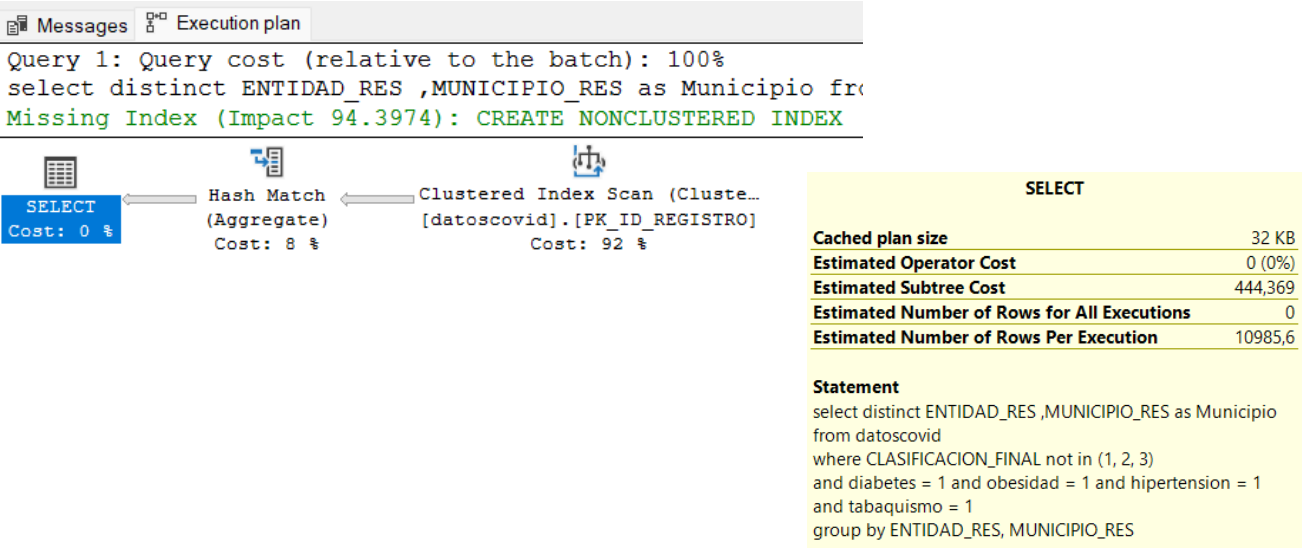 Messages
Execution plan
Query 1: Query cost (relative to the batch): 100%
select distinct ENTIDAD_RES ,MUNICIPIO_RES as Municipio fro
Missing Index (Impact 94.3974): CREATE NONCLUSTERED INDEX
SELECT
Cost: 0 %
Hash Match
(Aggregate)
Cost: 8 %
Clustered Index Scan (Cluste…
[datoscovid].[PK_ID_REGISTRO]
Cost: 92 %
SELECT
Cached plan size 32 KB
Estimated Operator Cost 0 (0%)
Estimated Subtree Cost 444,369
Estimated Number of Rows for All Executions 0
Estimated Number of Rows Per Execution 10985,6
Statement
select distinct ENTIDAD_RES ,MUNICIPIO_RES as Municipio
from datoscovid
where CLASIFICACION_FINAL not in (1, 2, 3)
and diabetes = 1 and obesidad = 1 and hipertension = 1
and tabaquismo = 1
group by ENTIDAD_RES, MUNICIPIO_RES